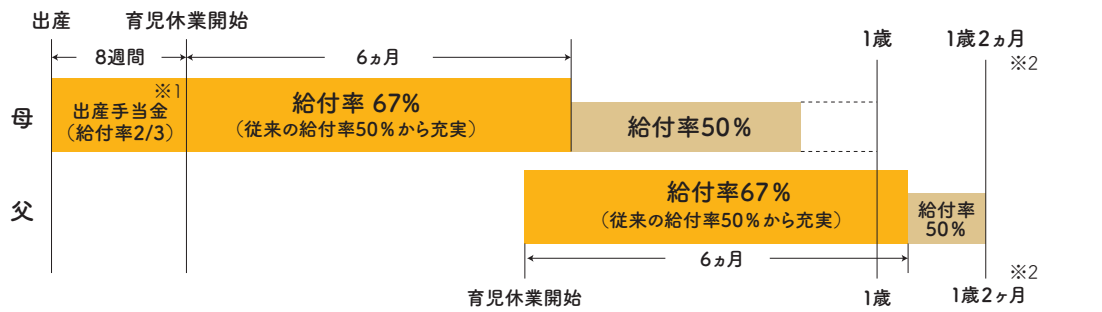 出産
育児休業開始
1歳
1歳2ヵ月
※2
8週間
6ヵ月
母
※1
出産手当金
（給付率2/3）
給付率 67%
（従来の給付率50%から充実）
給付率50%
父
給付率67%
（従来の給付率50%から充実）
給付率
50%
6ヵ月
※2
育児休業開始
1歳
1歳2ヶ月